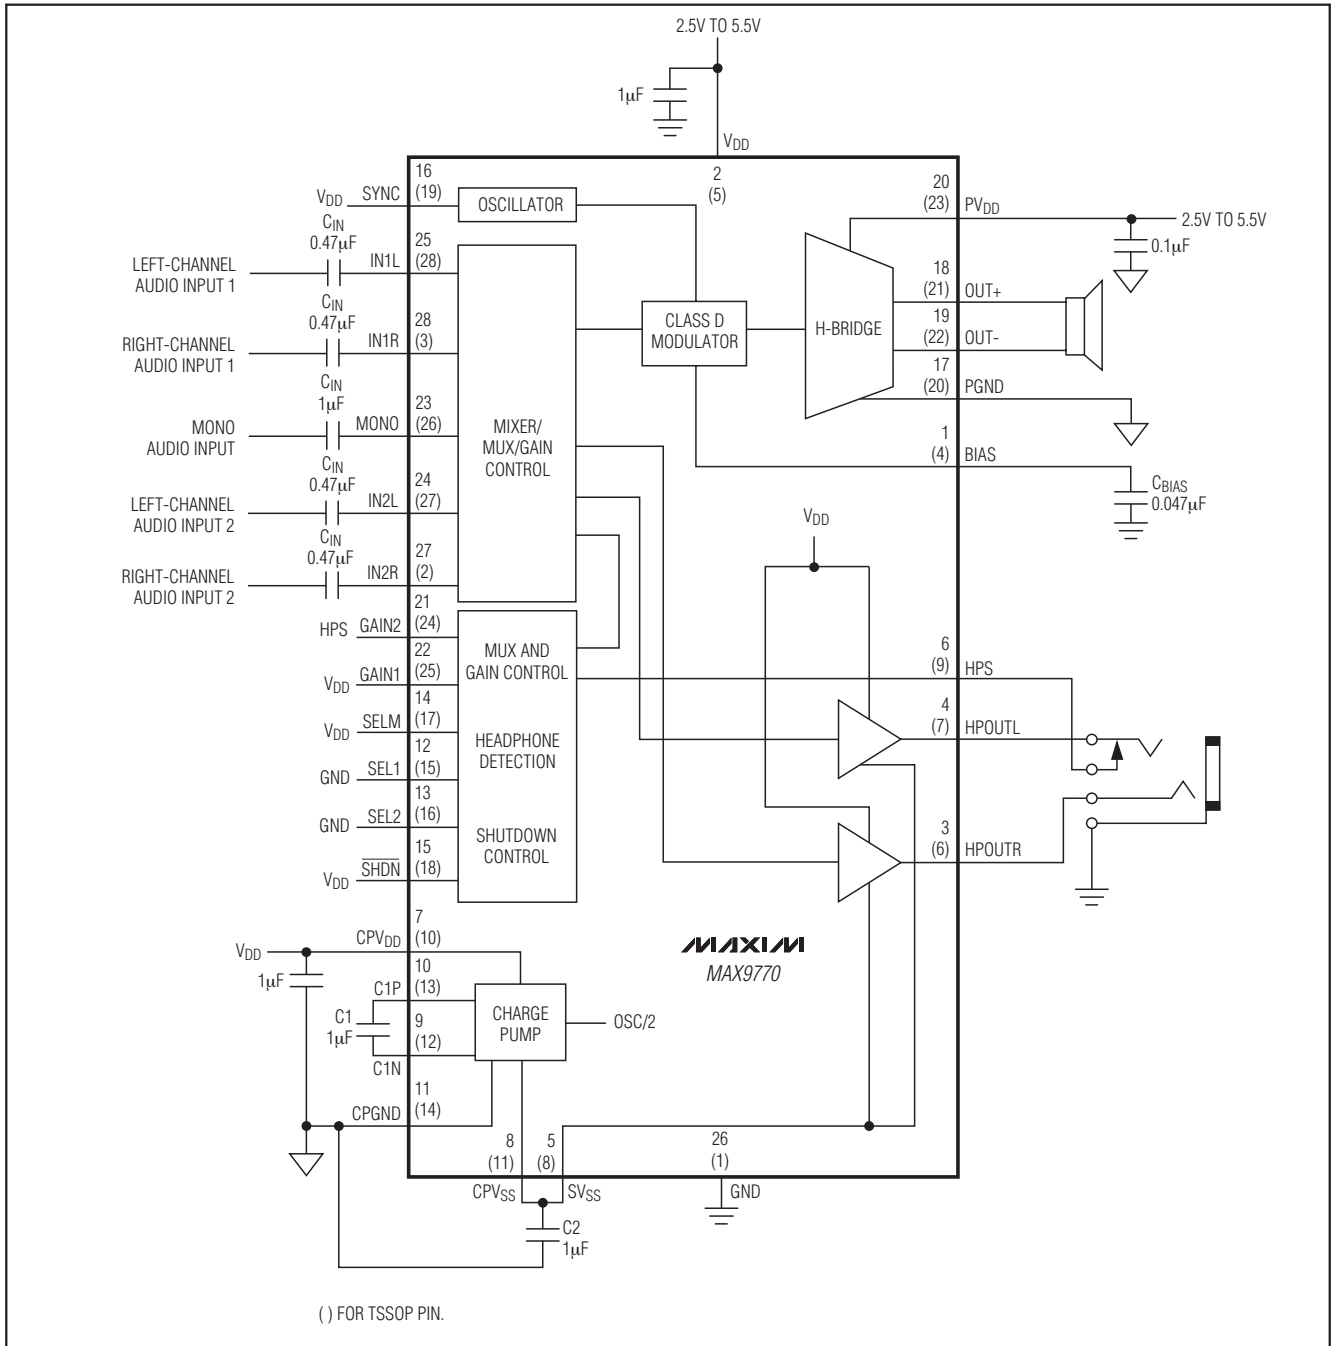 2.5V TO 5.5V
1μF
VDD
2
(5)
16
(19)
VDD
SYNC
OSCILLATOR
20
(23)
PVDD
2.5V TO 5.5V
0.1μF
CIN
0.47μF
25
(28)
LEFT-CHANNEL
AUDIO INPUT 1
IN1L
18
(21)
OUT+
CIN
0.47μF
28
(3)
RIGHT-CHANNEL
AUDIO INPUT 1
IN1R
CLASS D
MODULATOR
H-BRIDGE
19
(22)
OUT-
17
(20)
PGND
CIN
1μF
23
(26)
MONO
AUDIO INPUT
MONO
MIXER/
MUX/GAIN
CONTROL
1
(4)
BIAS
CBIAS
0.047μF
CIN
0.47μF
24
(27)
LEFT-CHANNEL
AUDIO INPUT 2
IN2L
VDD
CIN
0.47μF
27
(2)
RIGHT-CHANNEL
AUDIO INPUT 2
IN2R
21
(24)
HPS
GAIN2
22
(25)
VDD
GAIN1
MUX AND
GAIN CONTROL
6
(9)
HPS
14
(17)
VDD
SELM
HEADPHONE
DETECTION
4
(7)
HPOUTL
12
(15)
GND
SEL1
13
(16)
GND
SEL2
SHUTDOWN
CONTROL
3
(6)
HPOUTR
15
(18)
VDD
SHDN
7
(10)
VDD
CPVDD
1μF
MAXIM
MAX9770
10
(13)
C1P
C1
1μF
CHARGE
PUMP
OSC/2
9
(12)
C1N
11
(14)
CPGND
8
(11)
5
(8)
26
(1)
CPVSS
SVSS
GND
C2
1μF
( ) FOR TSSOP PIN.